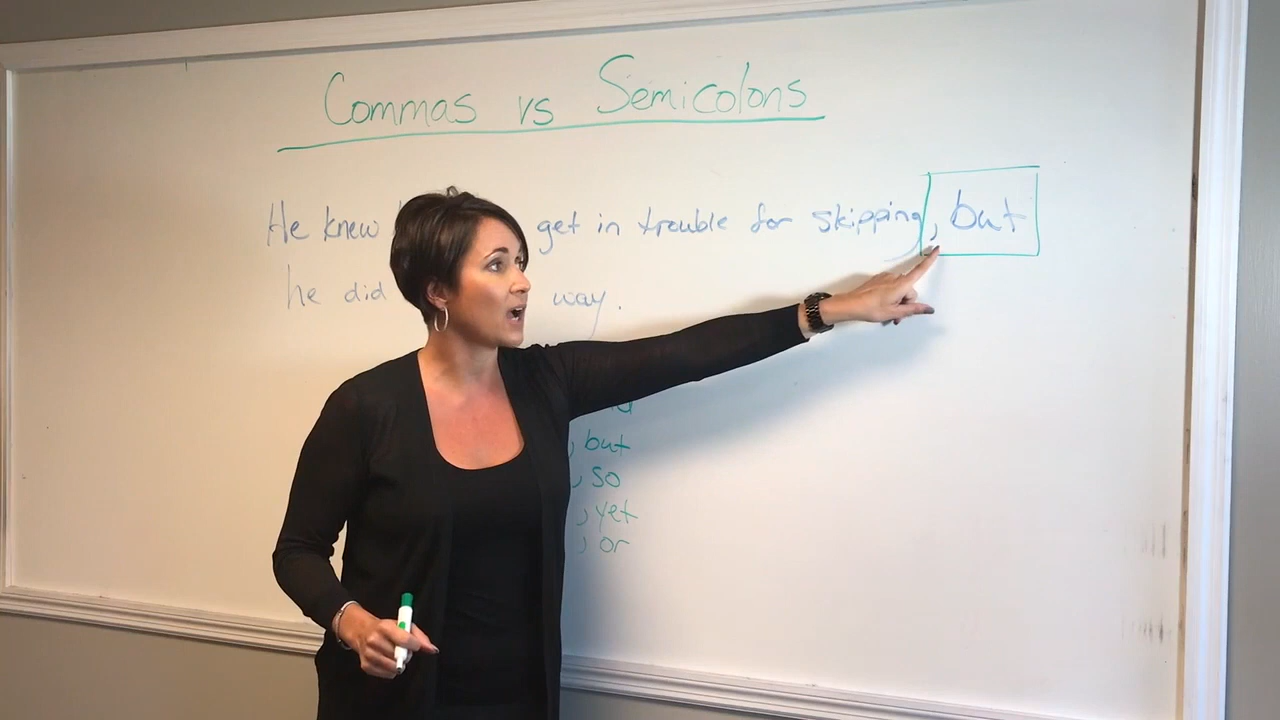 Commas vs Semicolons
He knew get in trouble for skipping, but
he did way.
, but
, so
, yet
, or